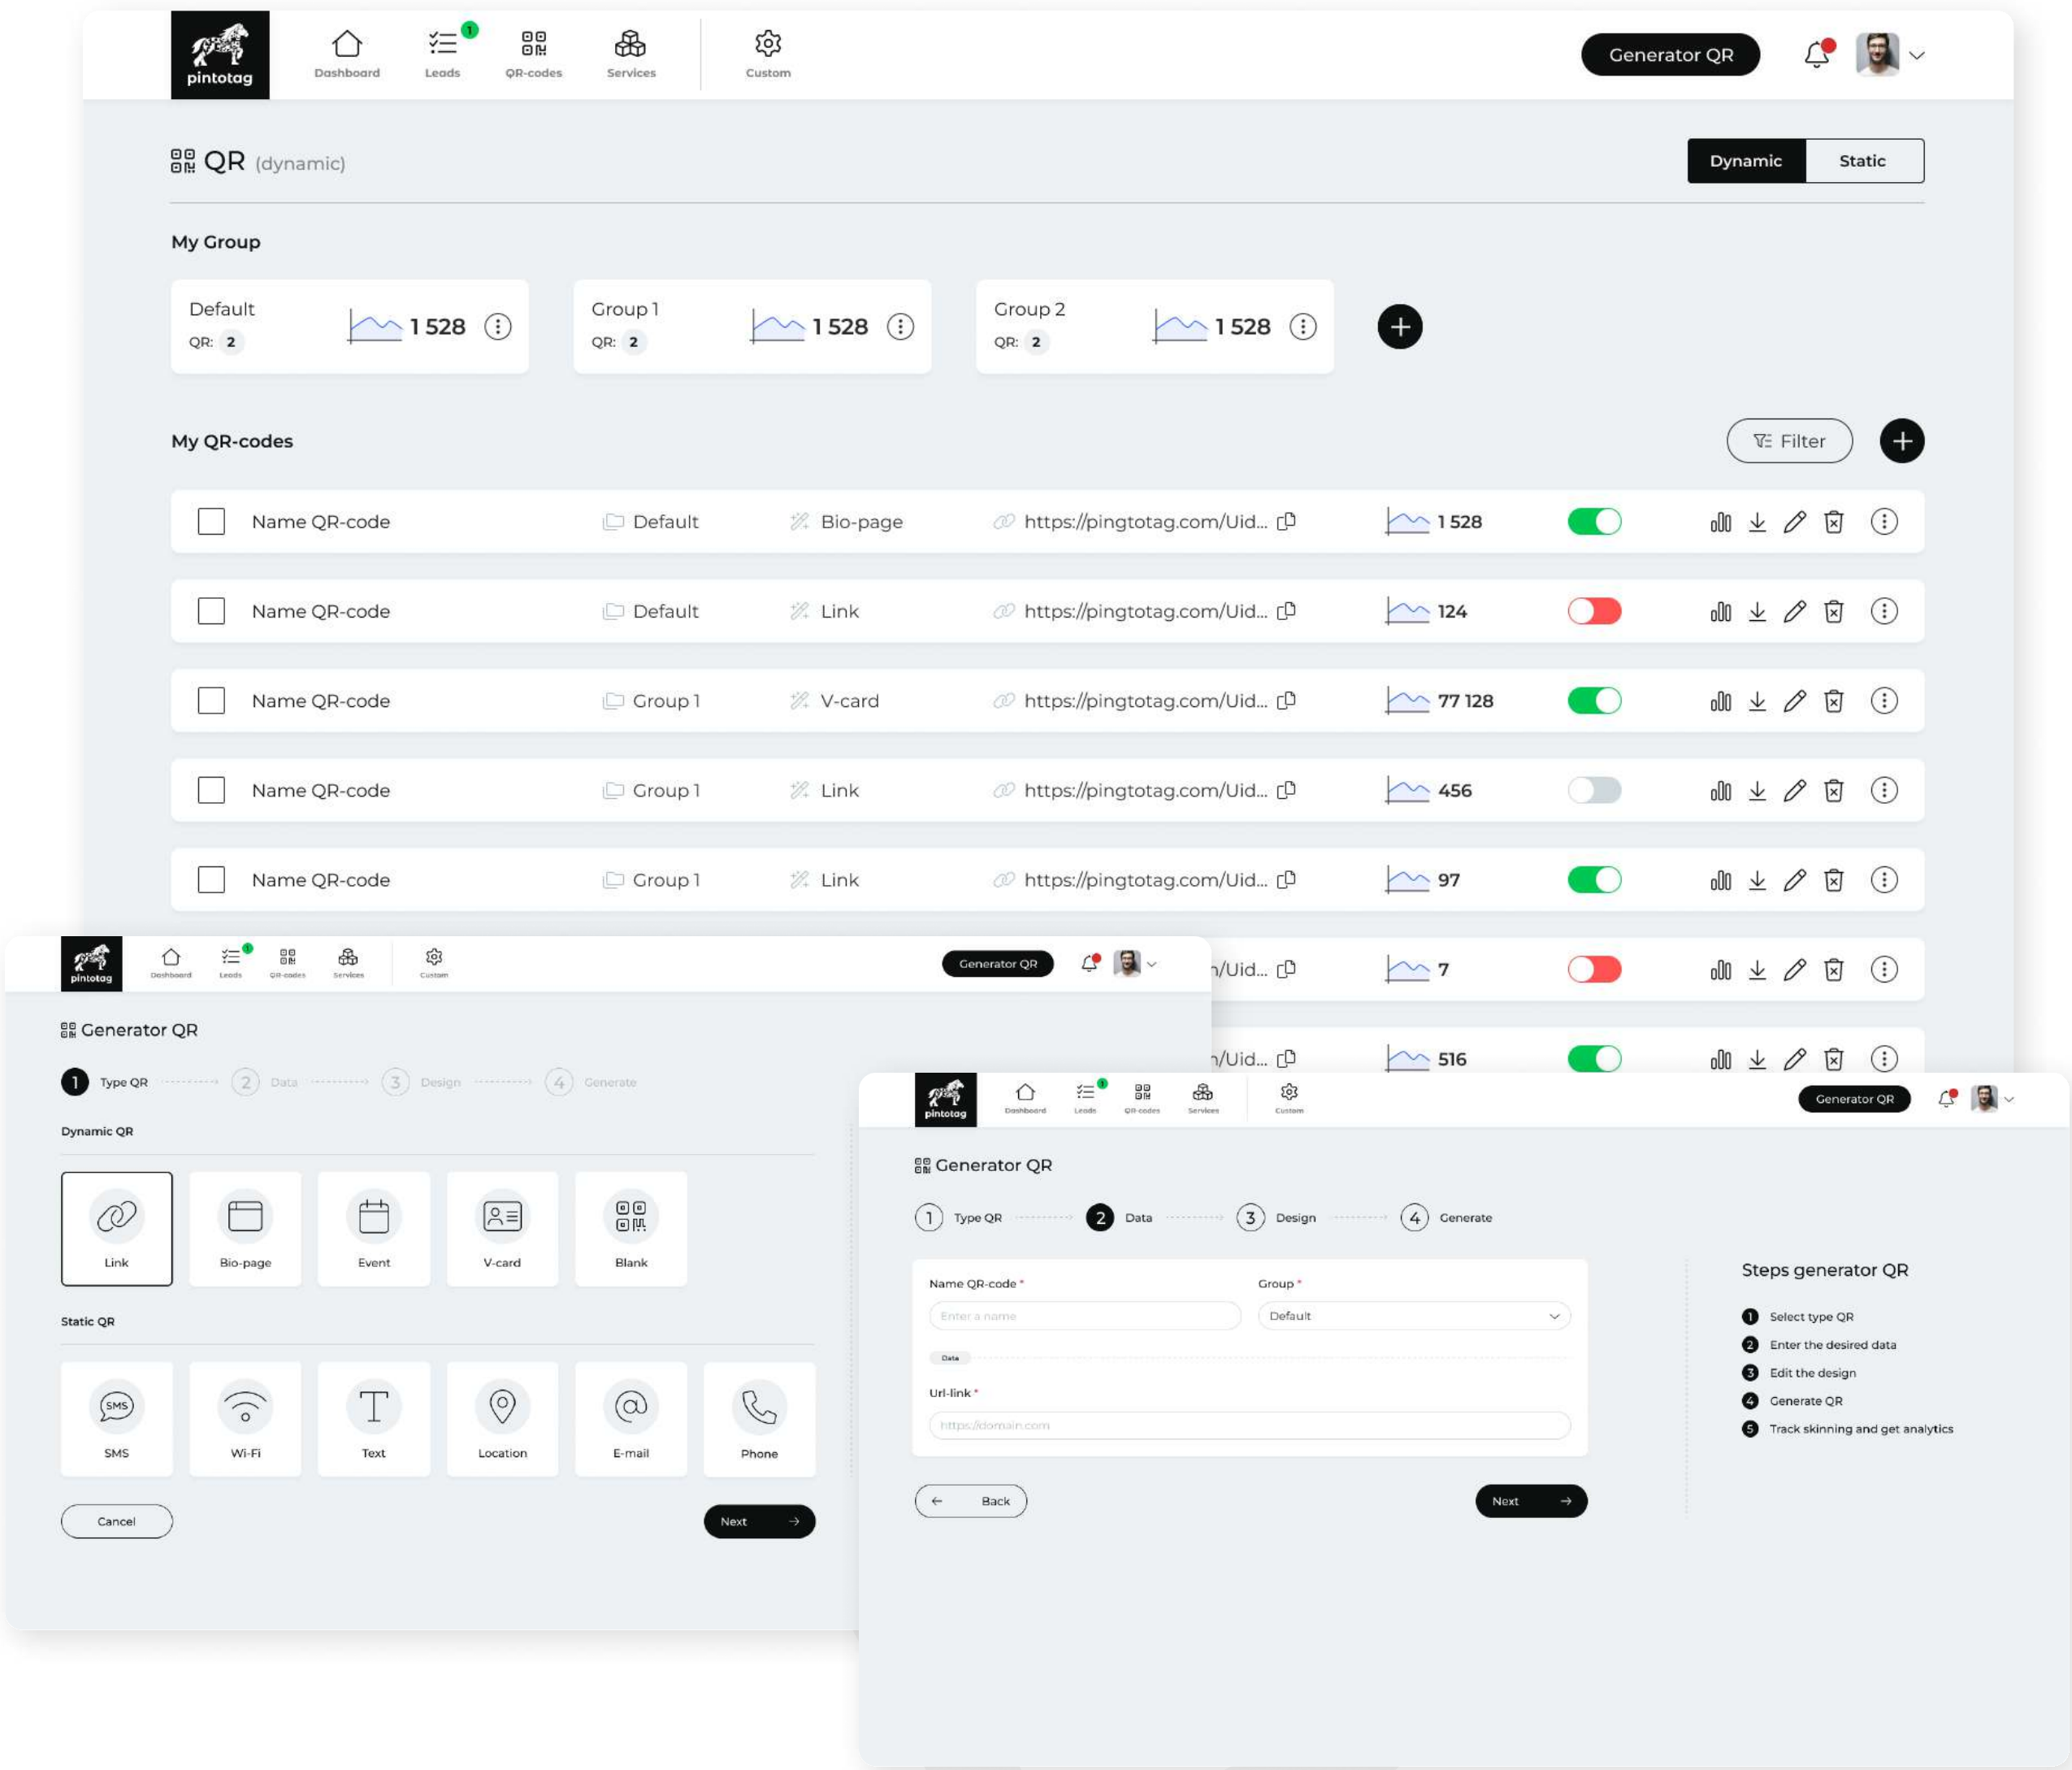 pintotag
Dashboard
Leads
1
QR-codes
Services
Custom
Generator QR
QR (dynamic)
Dynamic
Static
My Group
Default
QR: 2
1 528
Group 1
QR: 2
1 528
Group 2
QR: 2
1 528
My QR-codes
Filter
Name QR-code Default Bio-page https://pingtotag.com/Uid... 1 528
Name QR-code Default Link https://pingtotag.com/Uid... 124
Name QR-code Group 1 V-card https://pingtotag.com/Uid... 77 128
Name QR-code Group 1 Link https://pingtotag.com/Uid... 456
Name QR-code Group 1 Link https://pingtotag.com/Uid... 97
/Uid... 7
/Uid... 516
pintotag
Dashboard
Leads
1
QR-codes
Services
Custom
Generator QR
Generator QR
1 Type QR 2 Data 3 Design 4 Generate
Dynamic QR
Link
Bio-page
Event
V-card
Blank
Static QR
SMS
SMS
Wi-Fi
Text
Location
E-mail
Phone
Cancel
Next
pintotag
Dashboard
Leads
1
QR-codes
Services
Custom
Generator QR
Generator QR
1 Type QR 2 Data 3 Design 4 Generate
Name QR-code *
Enter a name
Group *
Default
Data
Url-link *
https://domain.com
Back
Next
Steps generator QR
1 Select type QR
2 Enter the desired data
3 Edit the design
4 Generate QR
5 Track skinning and get analytics